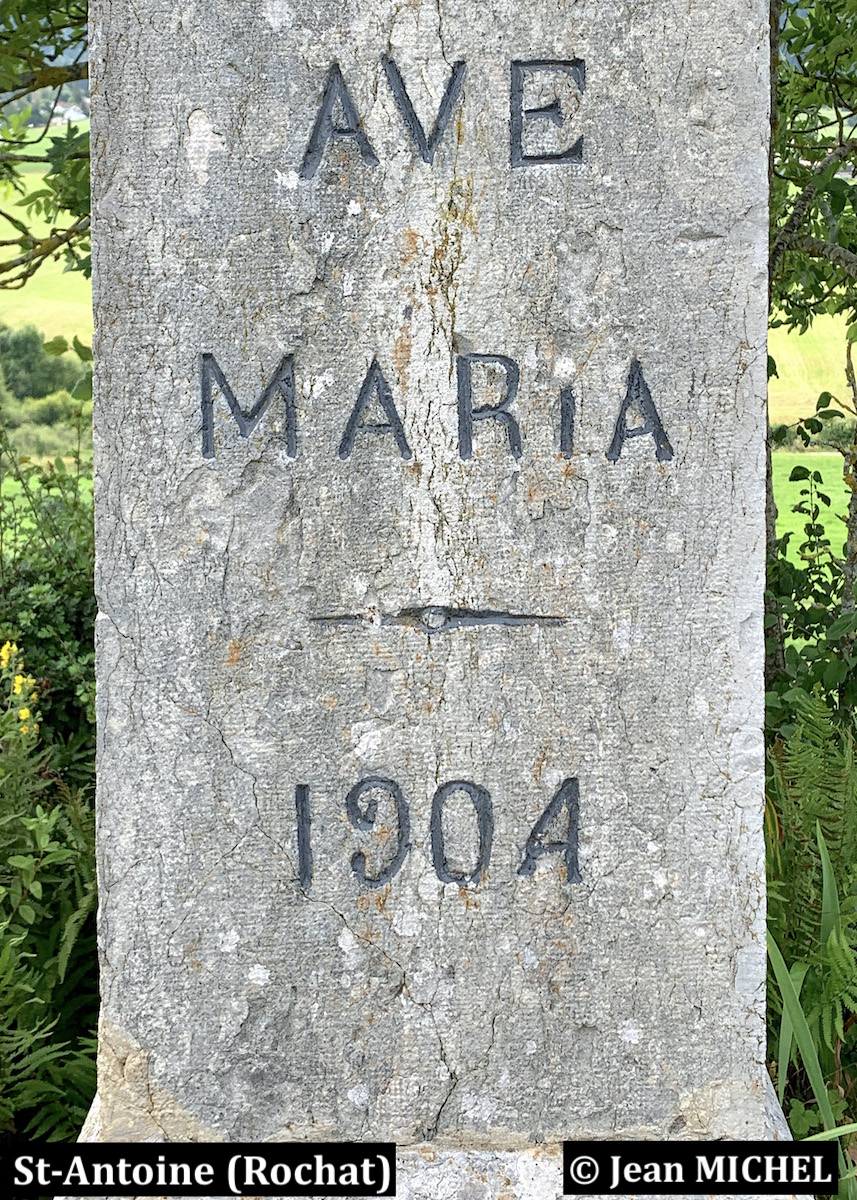 AVE
MARIA
1904
St-Antoine (Rochat)
© Jean MICHEL